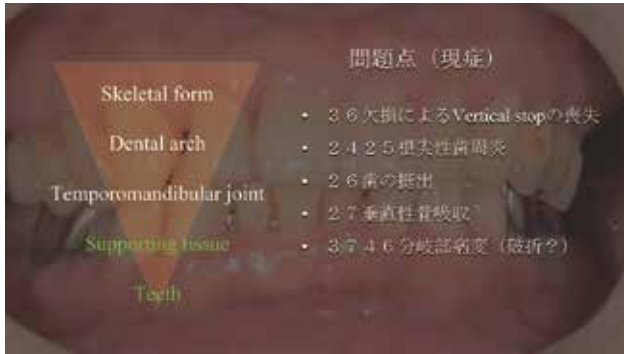 問題点（現症）
Skeletal form
Dental arch
Temporomandibular joint
Supporting tissue
Teeth
・３６欠損によるVertical stopの喪失
・２４２５根尖性歯周炎
・２６歯の挺出
・２７垂直性骨吸収
・３７４６分岐部病変（破折？）